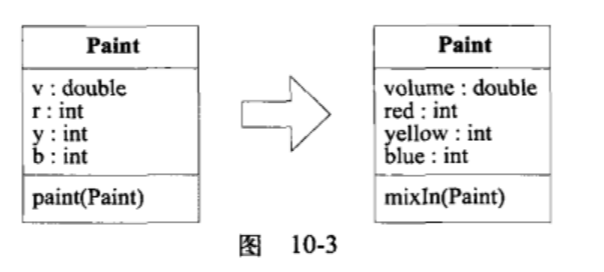 Paint
v : double
r : int
y : int
b : int
paint(Paint)
Paint
volume : double
red : int
yellow : int
blue : int
mixIn(Paint)
图 10-3